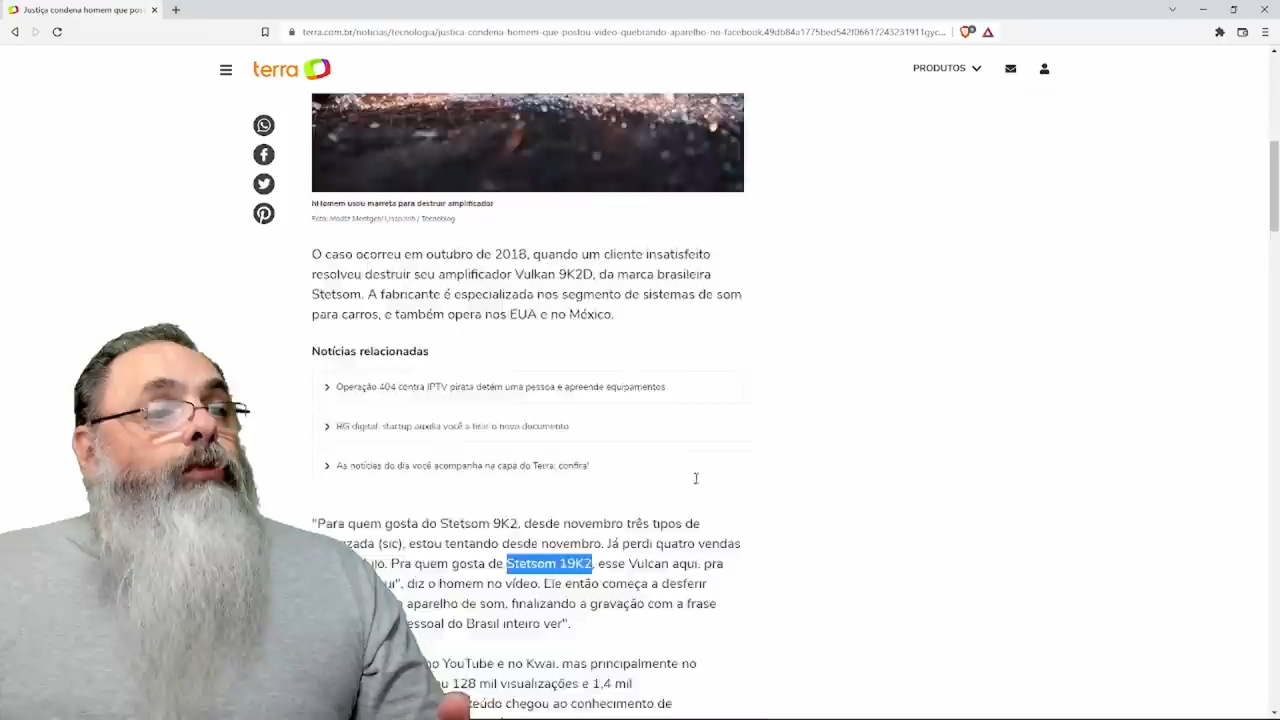 Justiça condena homem que pos
terra.com.br/noticias/tecnologia/justica-condena-homem-que-postou-video-quebrando-aparelho-no-facebook,49db84a1775bed542f06617243231911gyc...
terra
PRODUTOS
Homem usou marreta para destruir amplificador
Foto: Moritz Mentges/ Unsplash / Tecnoblog
O caso ocorreu em outubro de 2018, quando um cliente insatisfeito
resolveu destruir seu amplificador Vulkan 9K2D, da marca brasileira
Stetsom. A fabricante é especializada nos segmento de sistemas de som
para carros, e também opera nos EUA e no México.
Notícias relacionadas
Operação 404 contra IPTV pirata detém uma pessoa e apreende equipamentos
RG digital: startup auxilia você a tirar o novo documento
As notícias do dia você acompanha na capa do Terra; confira!
"Para quem gosta do Stetsom 9K2, desde novembro três tipos de
zada (sic), estou tentando desde novembro. Já perdi quatro vendas
Pra quem gosta de Stetsom 19K2, esse Vulcan aqui, pra
diz o homem no vídeo. Ele então começa a desferir
aparelho de som, finalizando a gravação com a frase
essoal do Brasil inteiro ver".
no YouTube e no Kwai, mas principalmente no
128 mil visualizações e 1,4 mil
teúdo chegou ao conhecimento de